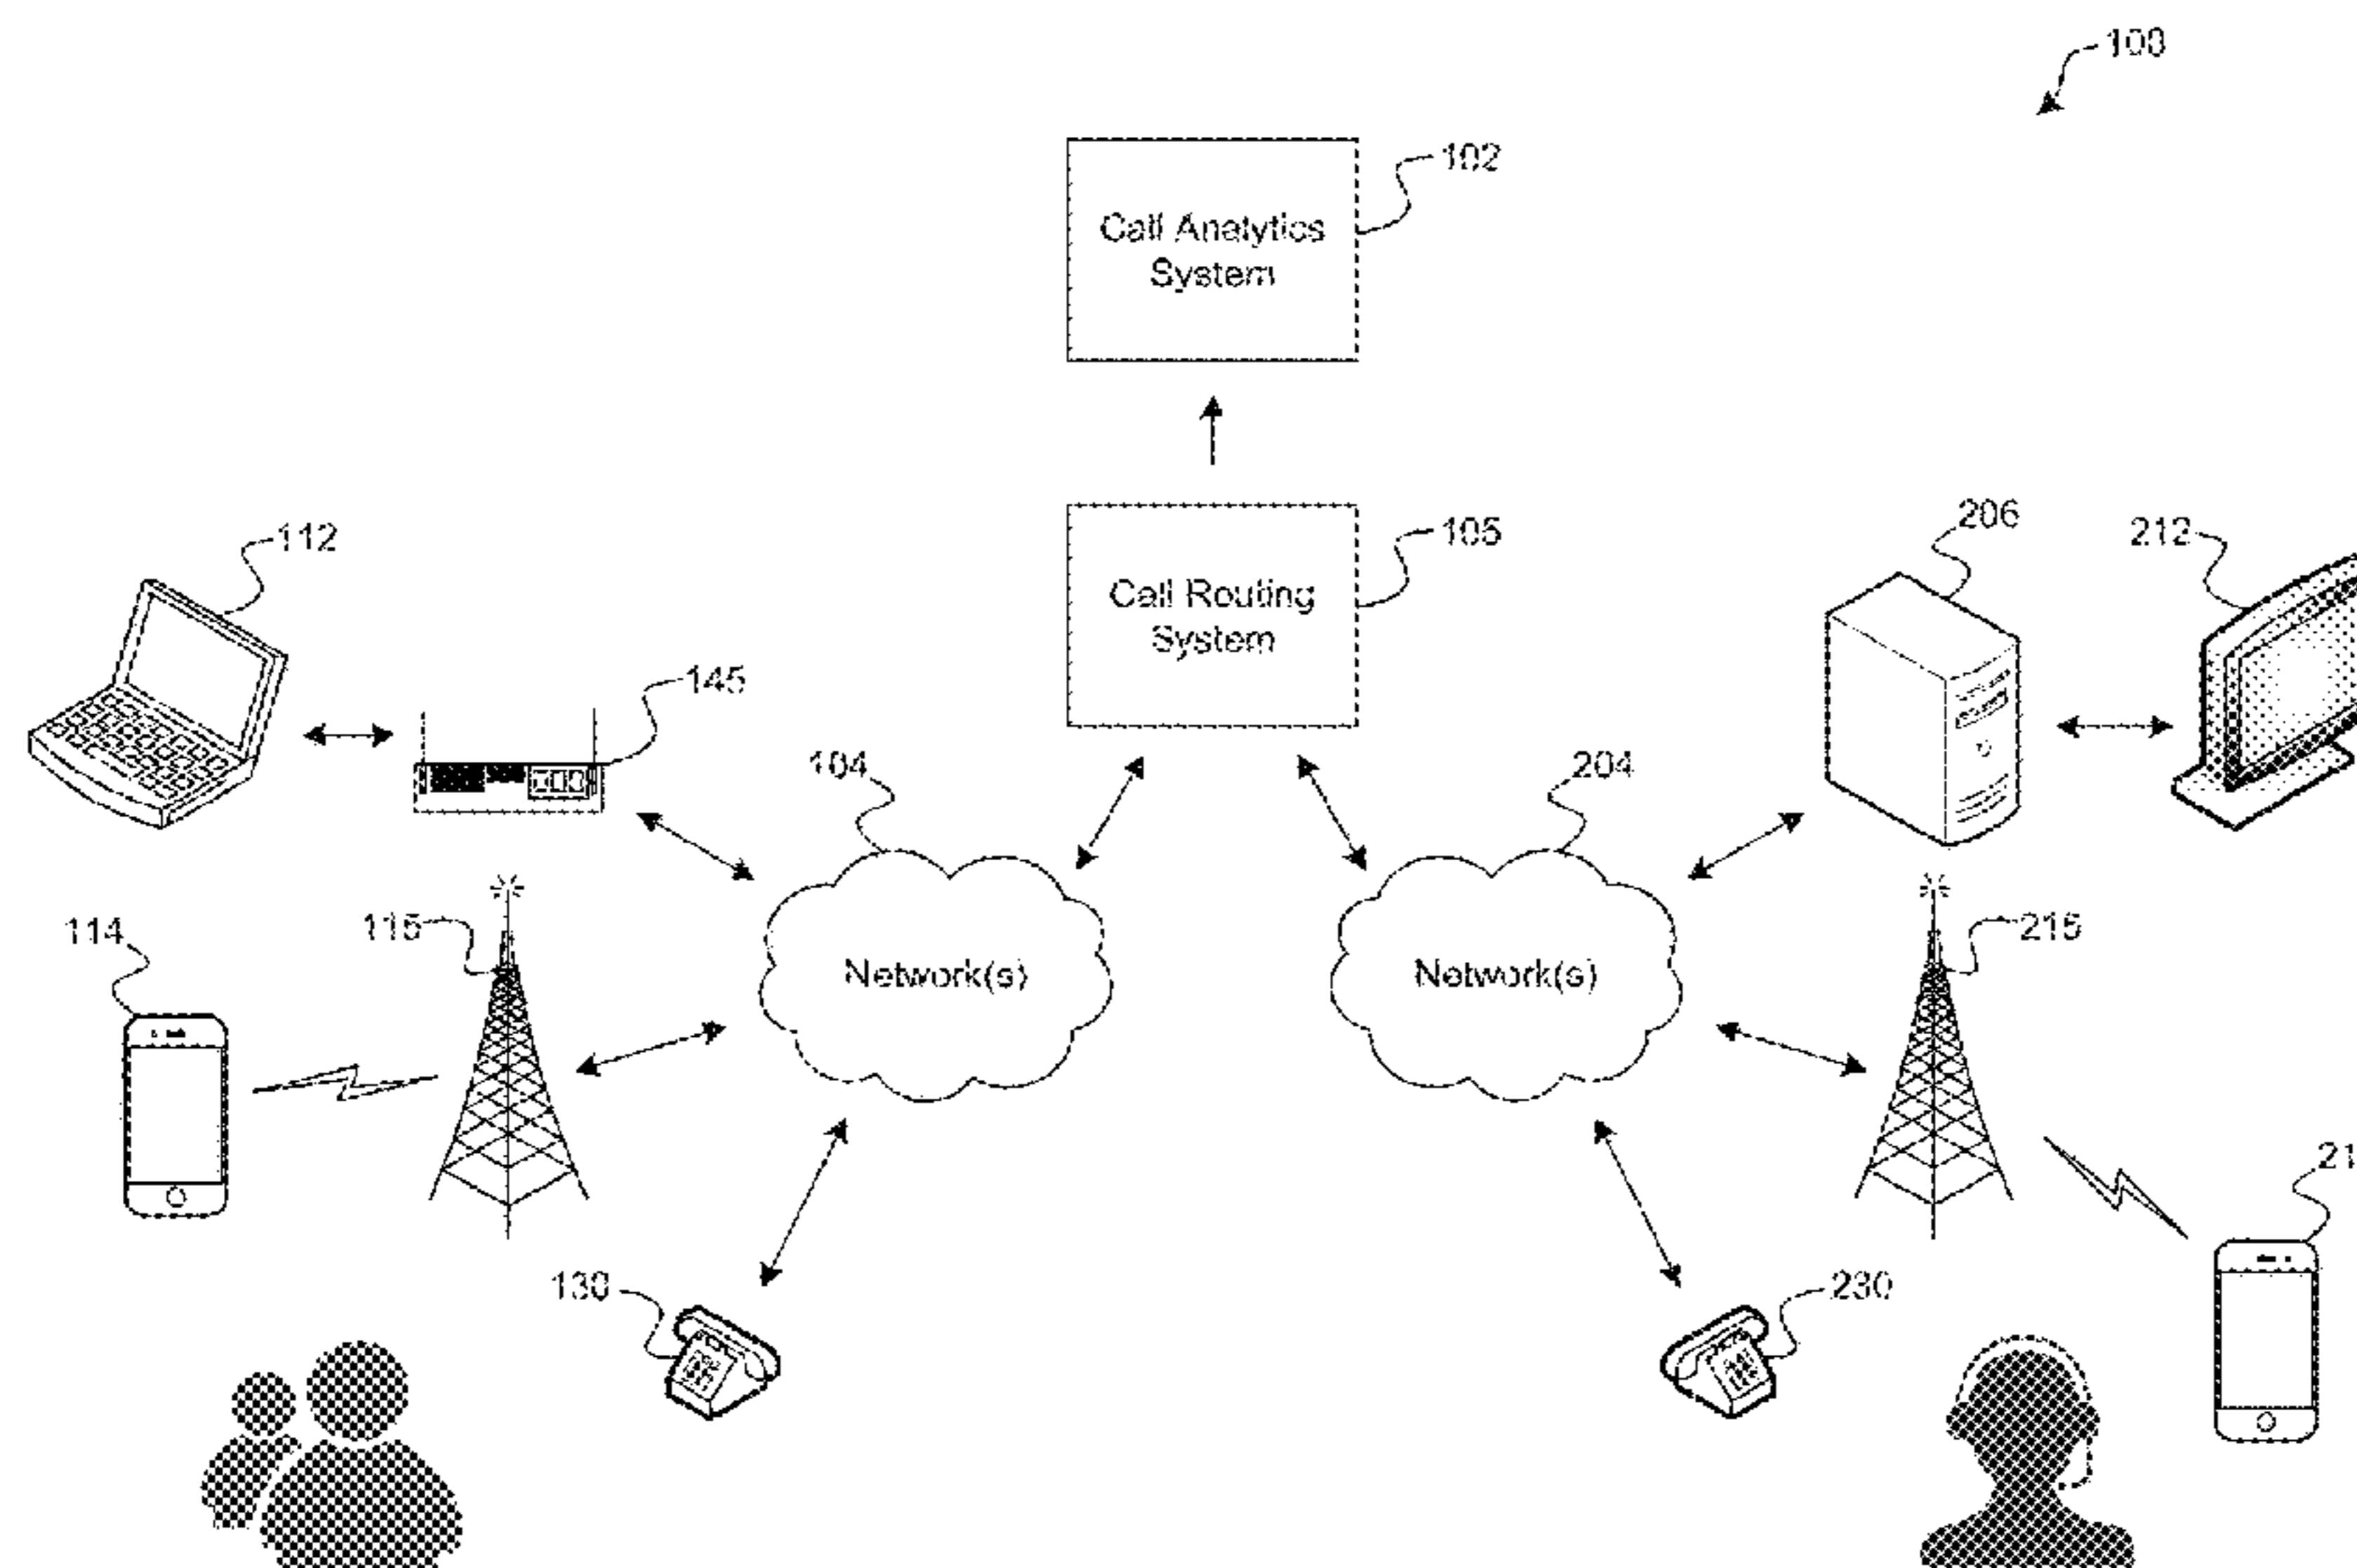 100
102
Call Analytics
System
112
105
206
212
Call Routing
System
145
104
204
114
115
215
Network(s)
Network(s)
21
130
230